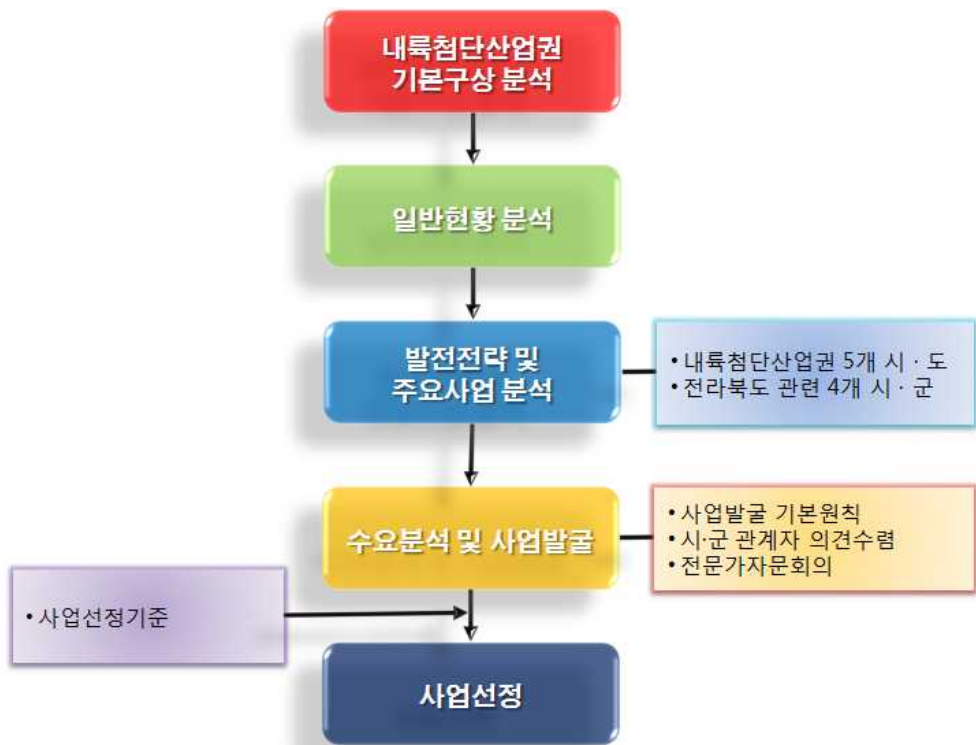 내륙첨단산업권
기본구상 분석
일반현황 분석
발전전략 및
주요사업 분석
• 내륙첨단산업권 5개 시 · 도
• 전라북도 관련 4개 시 · 군
수요분석 및 사업발굴
• 사업발굴 기본원칙
• 시·군 관계자 의견수렴
• 전문가자문회의
• 사업선정기준
사업선정